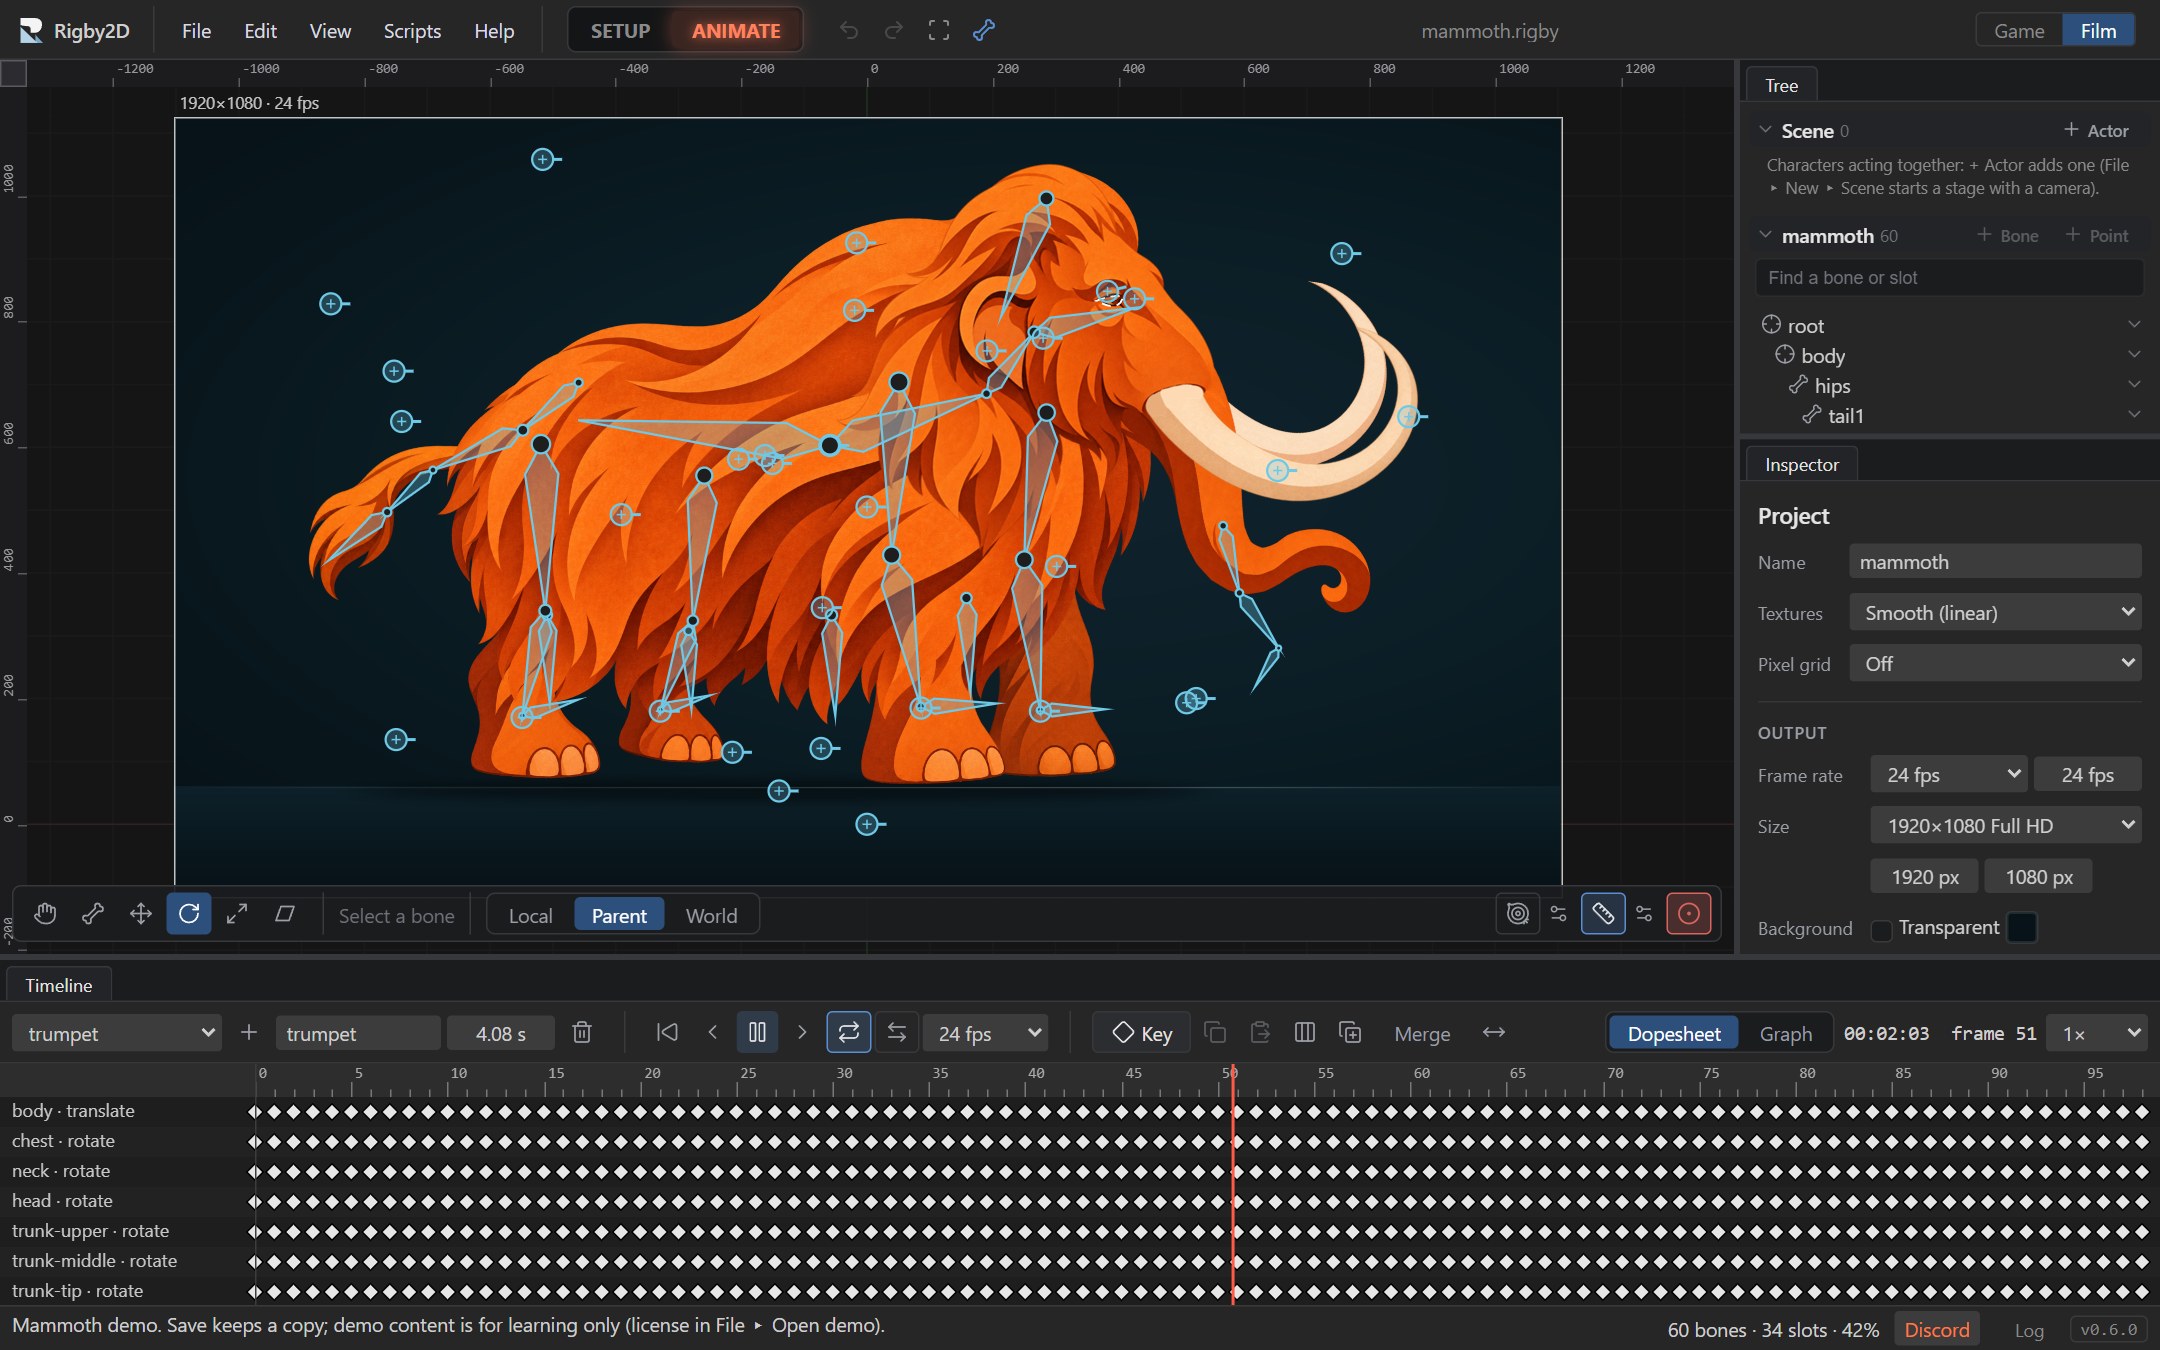 Rigby2D File Edit View Scripts Help SETUP ANIMATE mammoth.rigby Game Film
-1200 -1000 -800 -600 -400 -200 0 200 400 600 800 1000 1200
1920×1080 · 24 fps
1000
800
600
400
200
0
-200
Tree
Scene 0 + Actor
Characters acting together: + Actor adds one (File
▸ New ▸ Scene starts a stage with a camera).
mammoth 60 + Bone + Point
Find a bone or slot
root
body
hips
tail1
Inspector
Project
Name mammoth
Textures Smooth (linear)
Pixel grid Off
OUTPUT
Frame rate 24 fps 24 fps
Size 1920×1080 Full HD
1920 px 1080 px
Background Transparent
Select a bone Local Parent World
Timeline
trumpet + trumpet 4.08 s 24 fps Key Merge Dopesheet Graph 00:02:03 frame 51 1×
0 5 10 15 20 25 30 35 40 45 50 55 60 65 70 75 80 85 90 95
body · translate
chest · rotate
neck · rotate
head · rotate
trunk-upper · rotate
trunk-middle · rotate
trunk-tip · rotate
Mammoth demo. Save keeps a copy; demo content is for learning only (license in File ▸ Open demo).
60 bones · 34 slots · 42% Discord Log v0.6.0